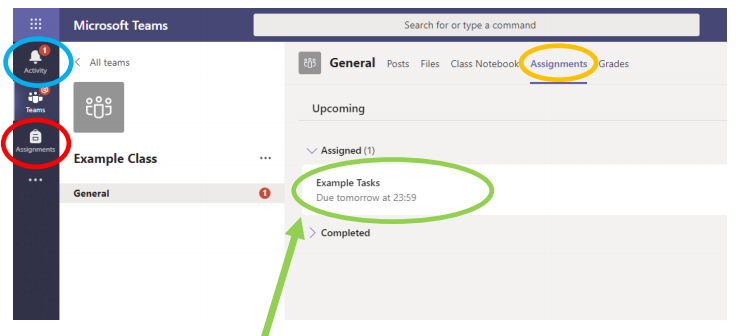 Microsoft Teams
Search for or type a command
1
Activity
@
Teams
Assignments
All teams
Example Class
General
1
General Posts Files Class Notebook Assignments Grades
Upcoming
Assigned (1)
Example Tasks
Due tomorrow at 23:59
Completed